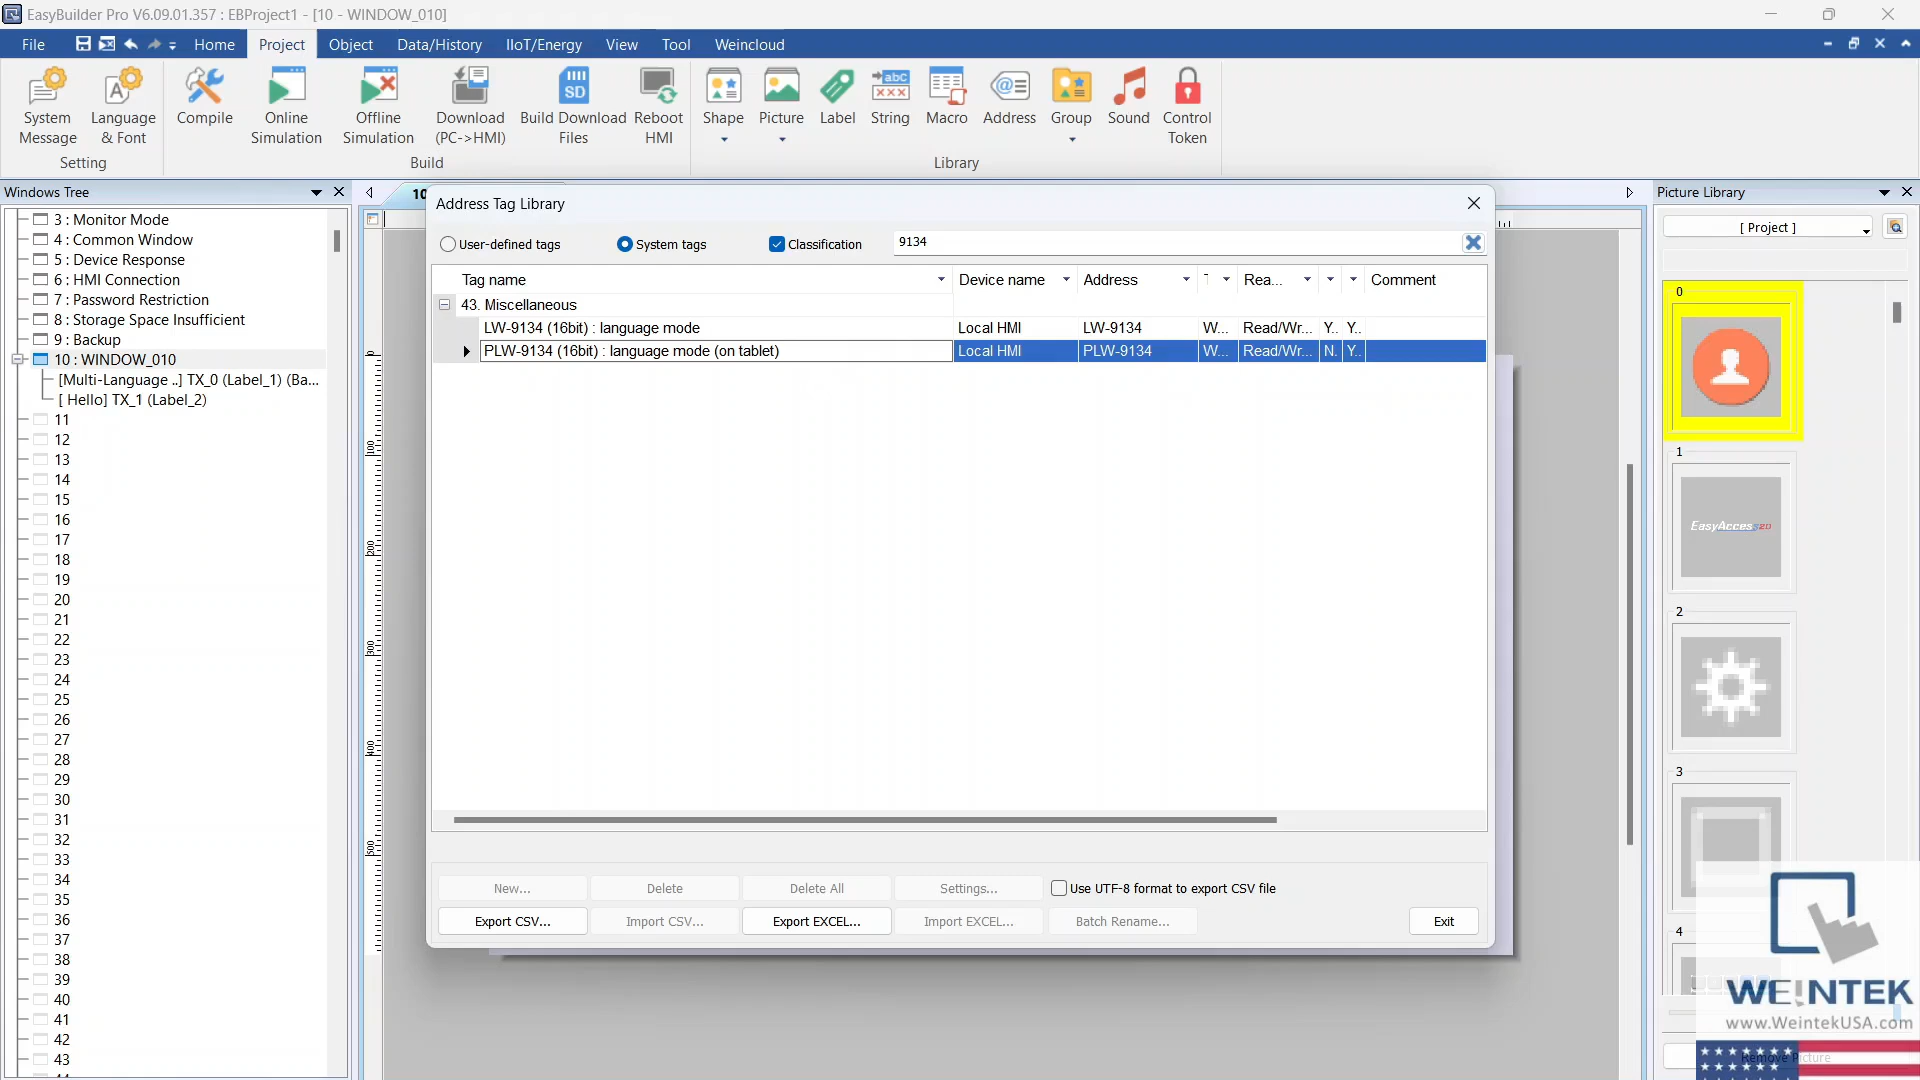 EasyBuilder Pro V6.09.01.357 : EBProject1 - [10 - WINDOW_010]
File Home Project Object Data/History IIoT/Energy View Tool Weincloud
System Message
Language & Font
Compile
Online Simulation
Offline Simulation
Download (PC->HMI)
Build Download Files
Reboot HMI
Shape
Picture
Label
String
Macro
Address
Group
Sound
Control Token
Setting
Build
Library
Windows Tree
3 : Monitor Mode
4 : Common Window
5 : Device Response
6 : HMI Connection
7 : Password Restriction
8 : Storage Space Insufficient
9 : Backup
10 : WINDOW_010
[Multi-Language ..] TX_0 (Label_1) (Ba...
[ Hello] TX_1 (Label_2)
11
12
13
14
15
16
17
18
19
20
21
22
23
24
25
26
27
28
29
30
31
32
33
34
35
36
37
38
39
40
41
42
43
10
100
200
300
400
500
Address Tag Library
User-defined tags System tags Classification 9134
Tag name Device name Address T Rea... Comment
43. Miscellaneous
LW-9134 (16bit) : language mode Local HMI LW-9134 W... Read/Wr... Y.. Y..
PLW-9134 (16bit) : language mode (on tablet) Local HMI PLW-9134 W... Read/Wr... N. Y..
New... Delete Delete All Settings... Use UTF-8 format to export CSV file
Export CSV... Import CSV... Export EXCEL... Import EXCEL... Batch Rename... Exit
Picture Library
[ Project ]
0
1
EasyAccess 2.0
2
3
4
WEINTEK
www.WeintekUSA.com
Remove Picture